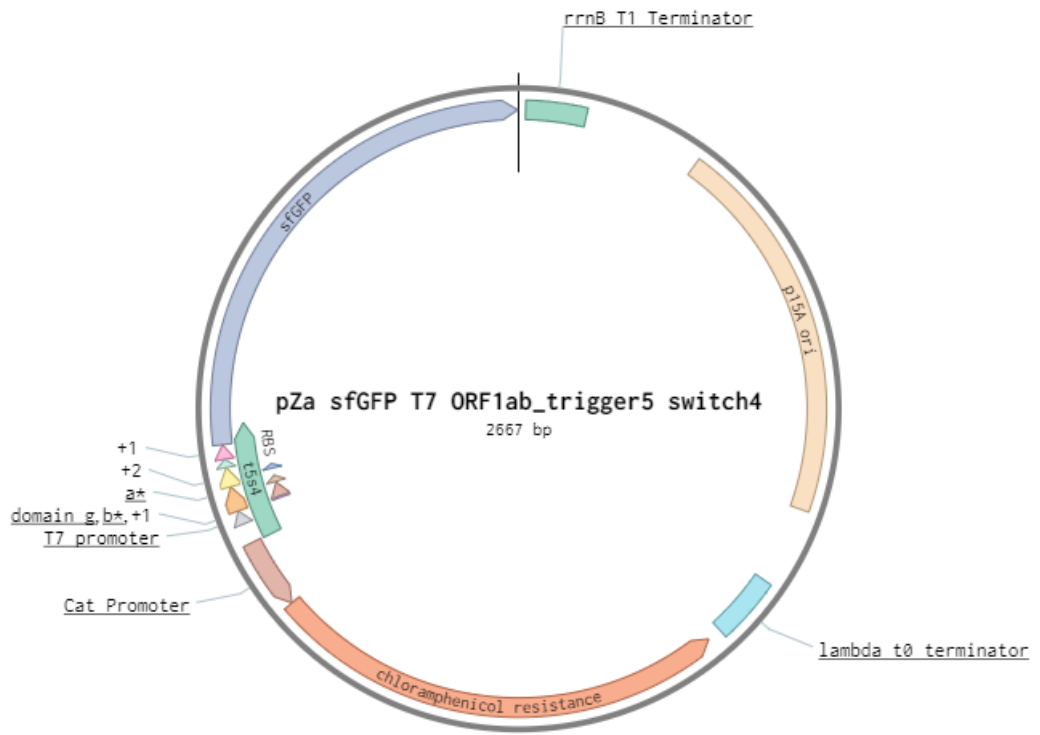 rrnB T1 Terminator
sfGFP
p15A ori
pZa sfGFP T7 ORF1ab_trigger5 switch4
2667 bp
RBS
+1
t5s4
+2
a*
domain g,b*,+1
T7 promoter
Cat Promoter
lambda t0 terminator
chloramphenicol resistance